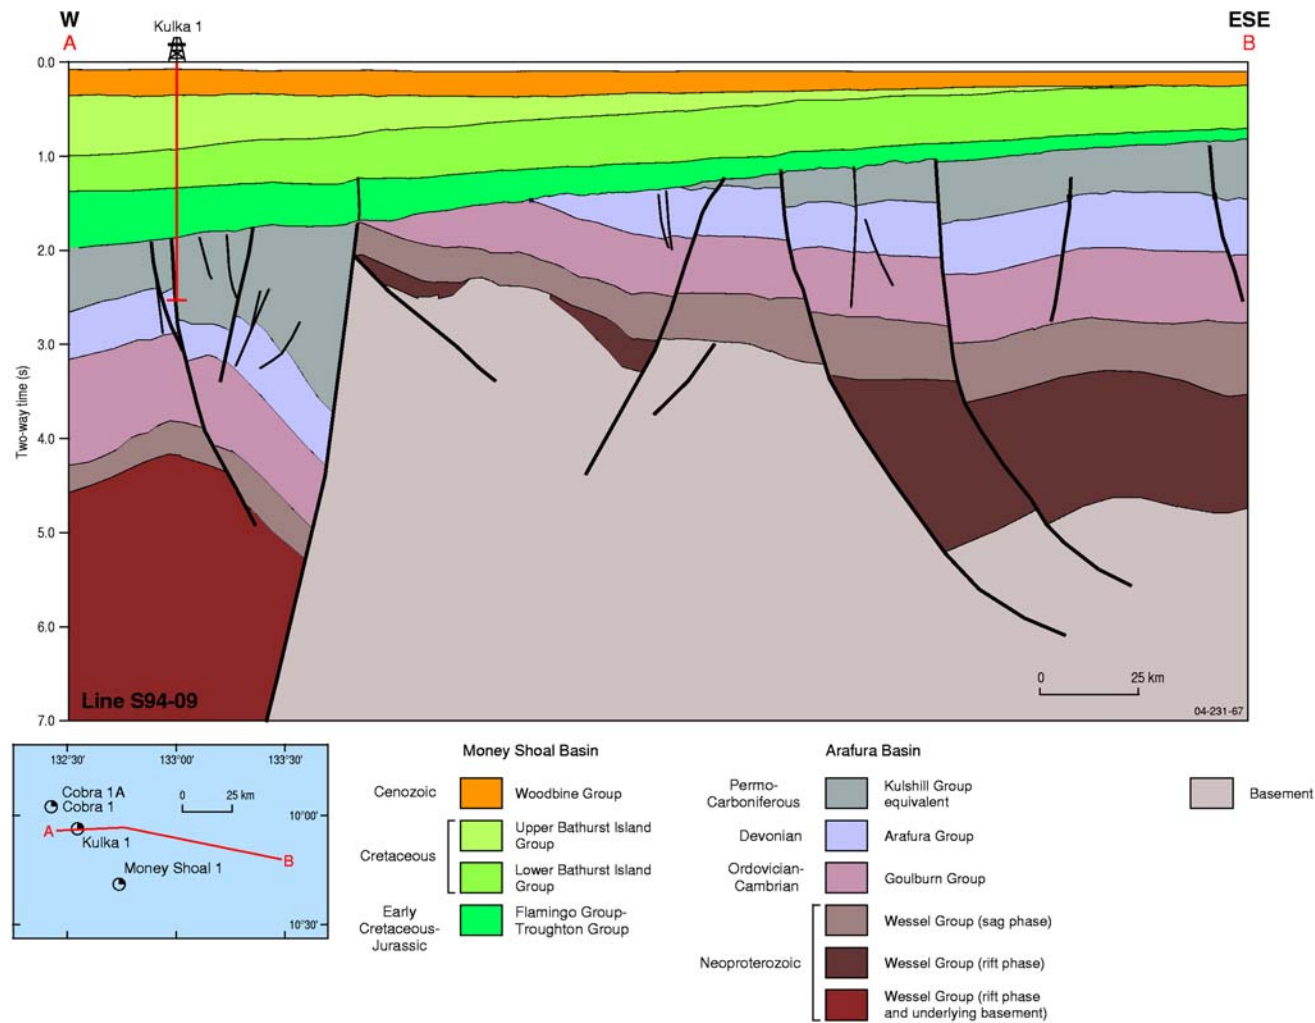 W
A
Kulka 1
ESE
B
0.0
1.0
2.0
3.0
4.0
5.0
6.0
7.0
Two-way time (s)
Line S94-09
0 25 km
04-231-67
132°30' 133°00' 133°30'
Cobra 1A
Cobra 1
0 25 km
10°00'
A
Kulka 1
B
Money Shoal 1
10°30'
Money Shoal Basin
Cenozoic
Woodbine Group
Cretaceous
Upper Bathurst Island
Group
Lower Bathurst Island
Group
Early
Cretaceous-
Jurassic
Flamingo Group-
Troughton Group
Arafura Basin
Permo-
Carboniferous
Kulshill Group
equivalent
Devonian
Arafura Group
Ordovician-
Cambrian
Goulburn Group
Neoproterozoic
Wessel Group (sag phase)
Wessel Group (rift phase)
Wessel Group (rift phase
and underlying basement)
Basement